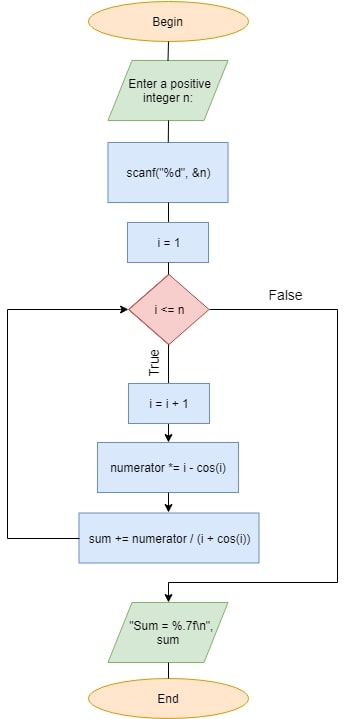 Begin
Enter a positive
integer n:
scanf("%d", &n)
i = 1
i <= n
False
True
i = i + 1
numerator *= i - cos(i)
sum += numerator / (i + cos(i))
"Sum = %.7f\n",
sum
End